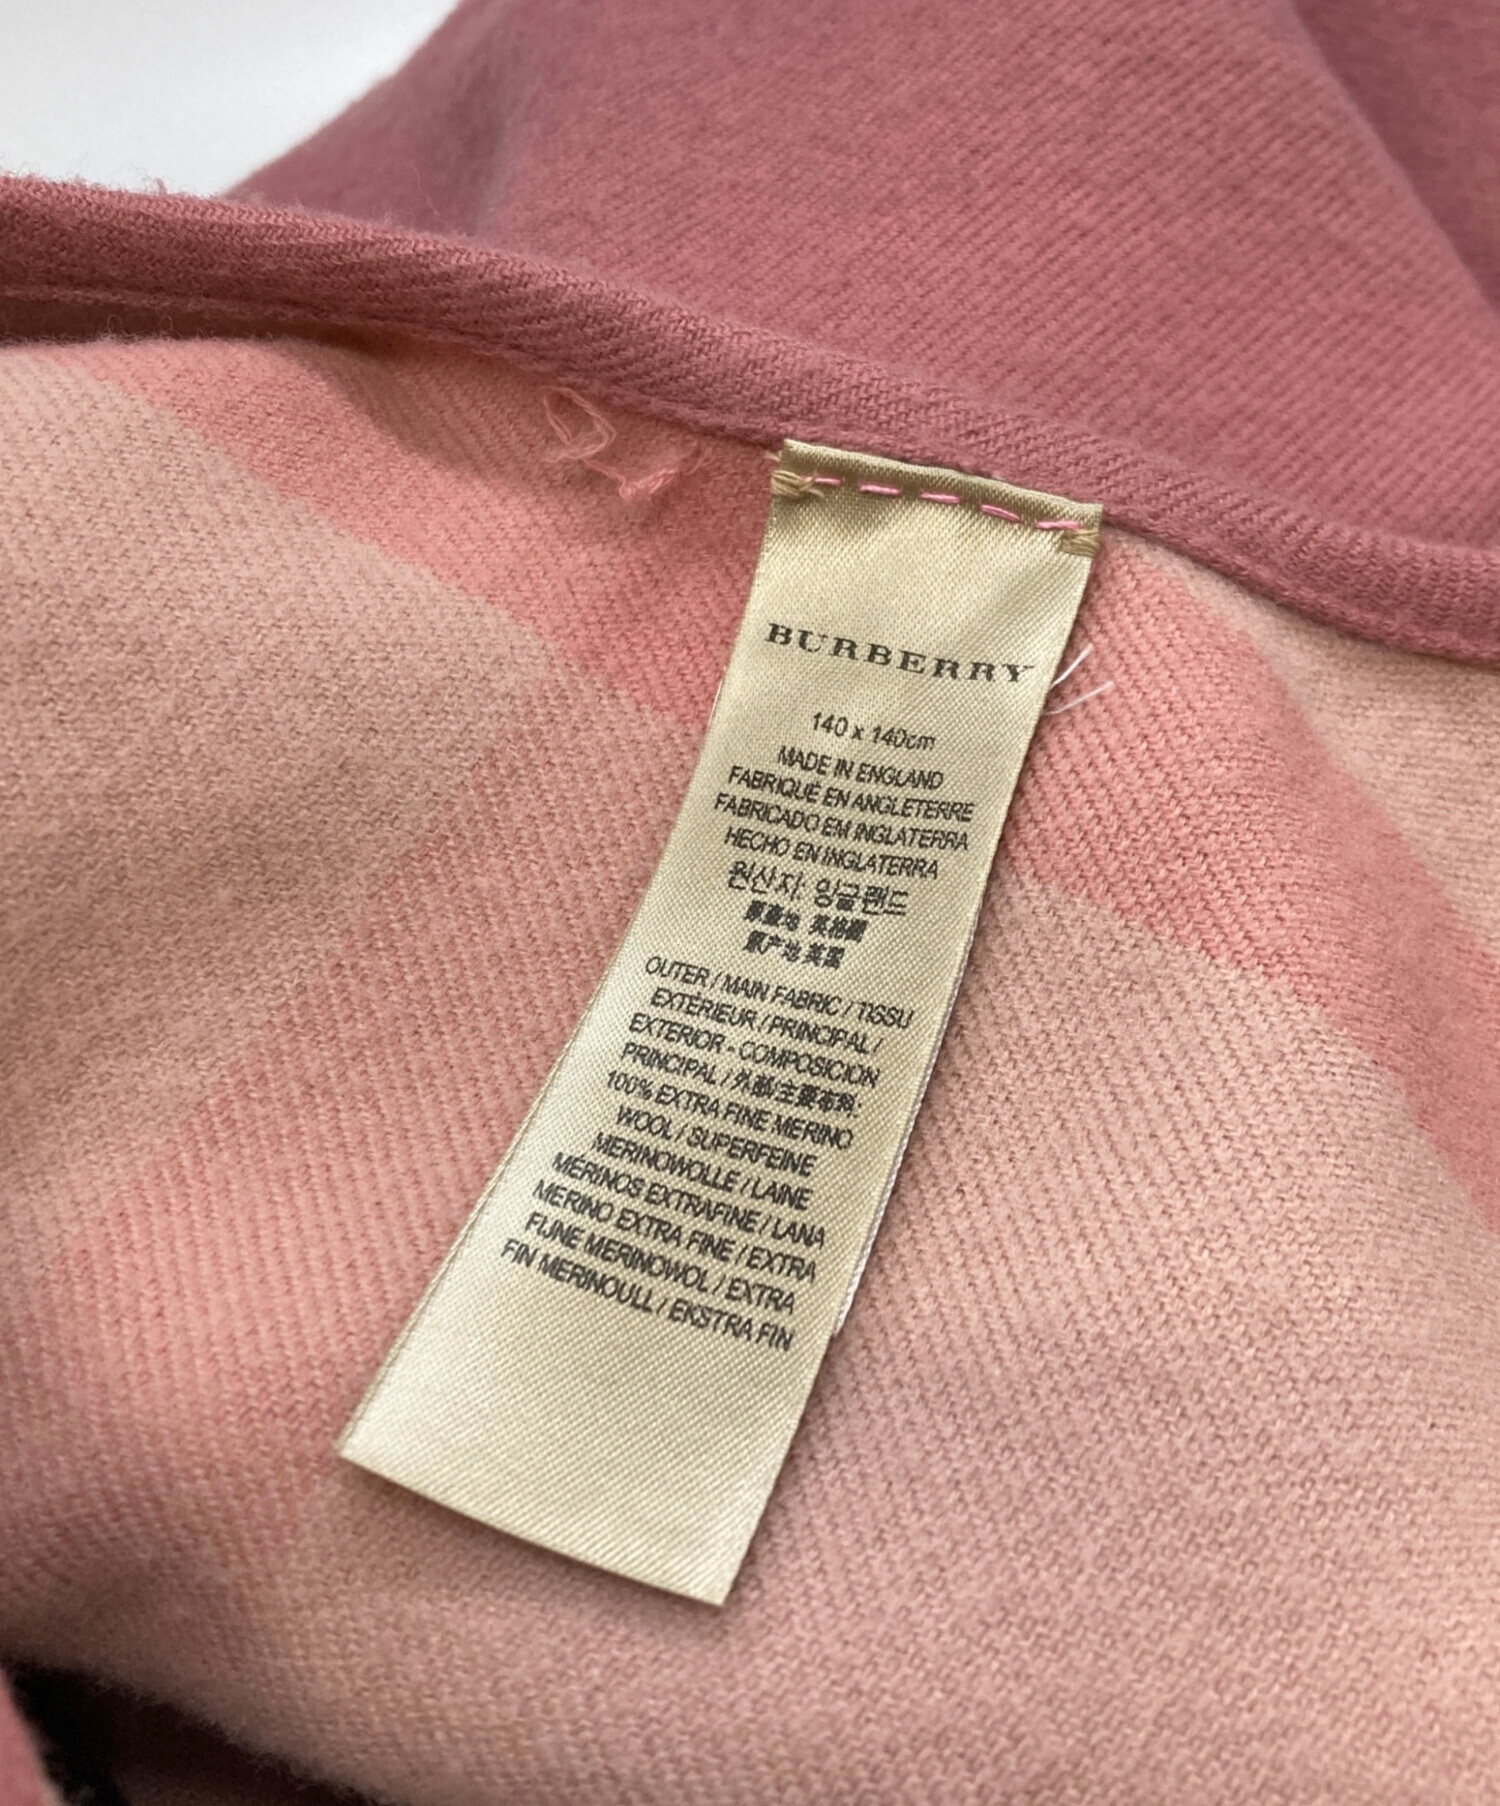 BURBERRY
140 x 140cm
MADE IN ENGLAND
FABRIQUÉ EN ANGLETERRE
FABRICADO EM INGLATERRA
HECHO EN INGLATERRA
원산지: 잉글랜드
原產地 英格蘭
原产地 英国
OUTER / MAIN FABRIC / TISSU
EXTÉRIEUR / PRINCIPAL /
EXTERIOR - COMPOSICION
PRINCIPAL / 外部/主要布料:
100% EXTRA FINE MERINO
WOOL / SUPERFEINE
MERINOWOLLE / LAINE
MÉRINOS EXTRAFINE / LANA
MERINO EXTRA FINE / EXTRA
FIJNE MERINOWOL / EXTRA
FIN MERINOULL / EKSTRA FIN